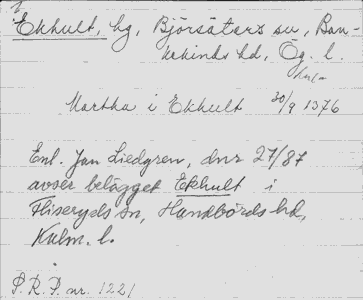 Ekhult, hg, Björsäters sn, Ban-
kekinds hd, Ög. l.
Martha i Ekhult 30/9 1376
Enl. Jan Liedgren, dnr 27/87
avser belägget Ekhult i
Fliseryds sn, Handbörds hd,
Kalm. l.
P.R.P. nr. 1221